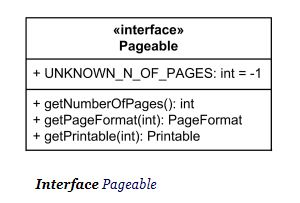 «interface»
Pageable
+ UNKNOWN_N_OF_PAGES: int = -1
+ getNumberOfPages(): int
+ getPageFormat(int): PageFormat
+ getPrintable(int): Printable
Interface Pageable